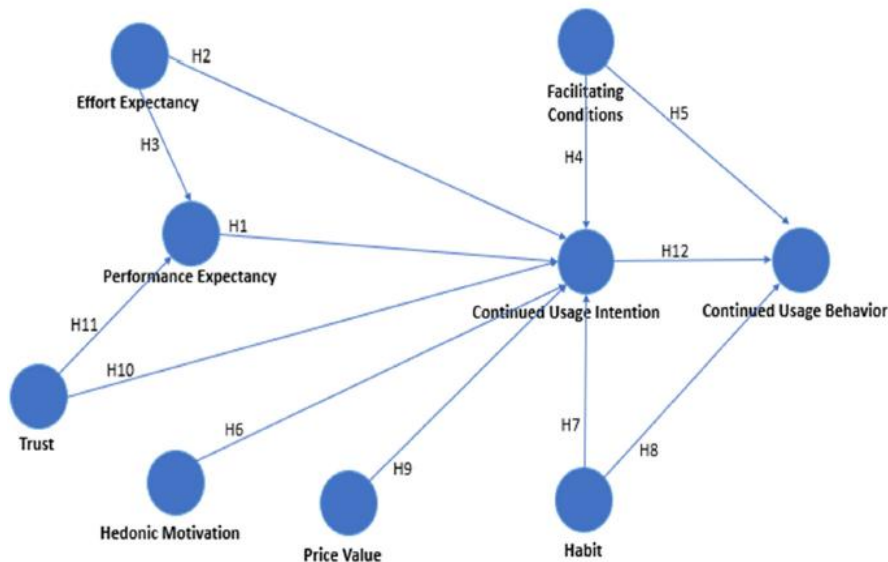 H2
Effort Expectancy
Facilitating
Conditions
H5
H3
H4
H1
Performance Expectancy
H12
Continued Usage Intention
Continued Usage Behavior
H11
H10
Trust
H6
H7
H8
H9
Hedonic Motivation
Price Value
Habit